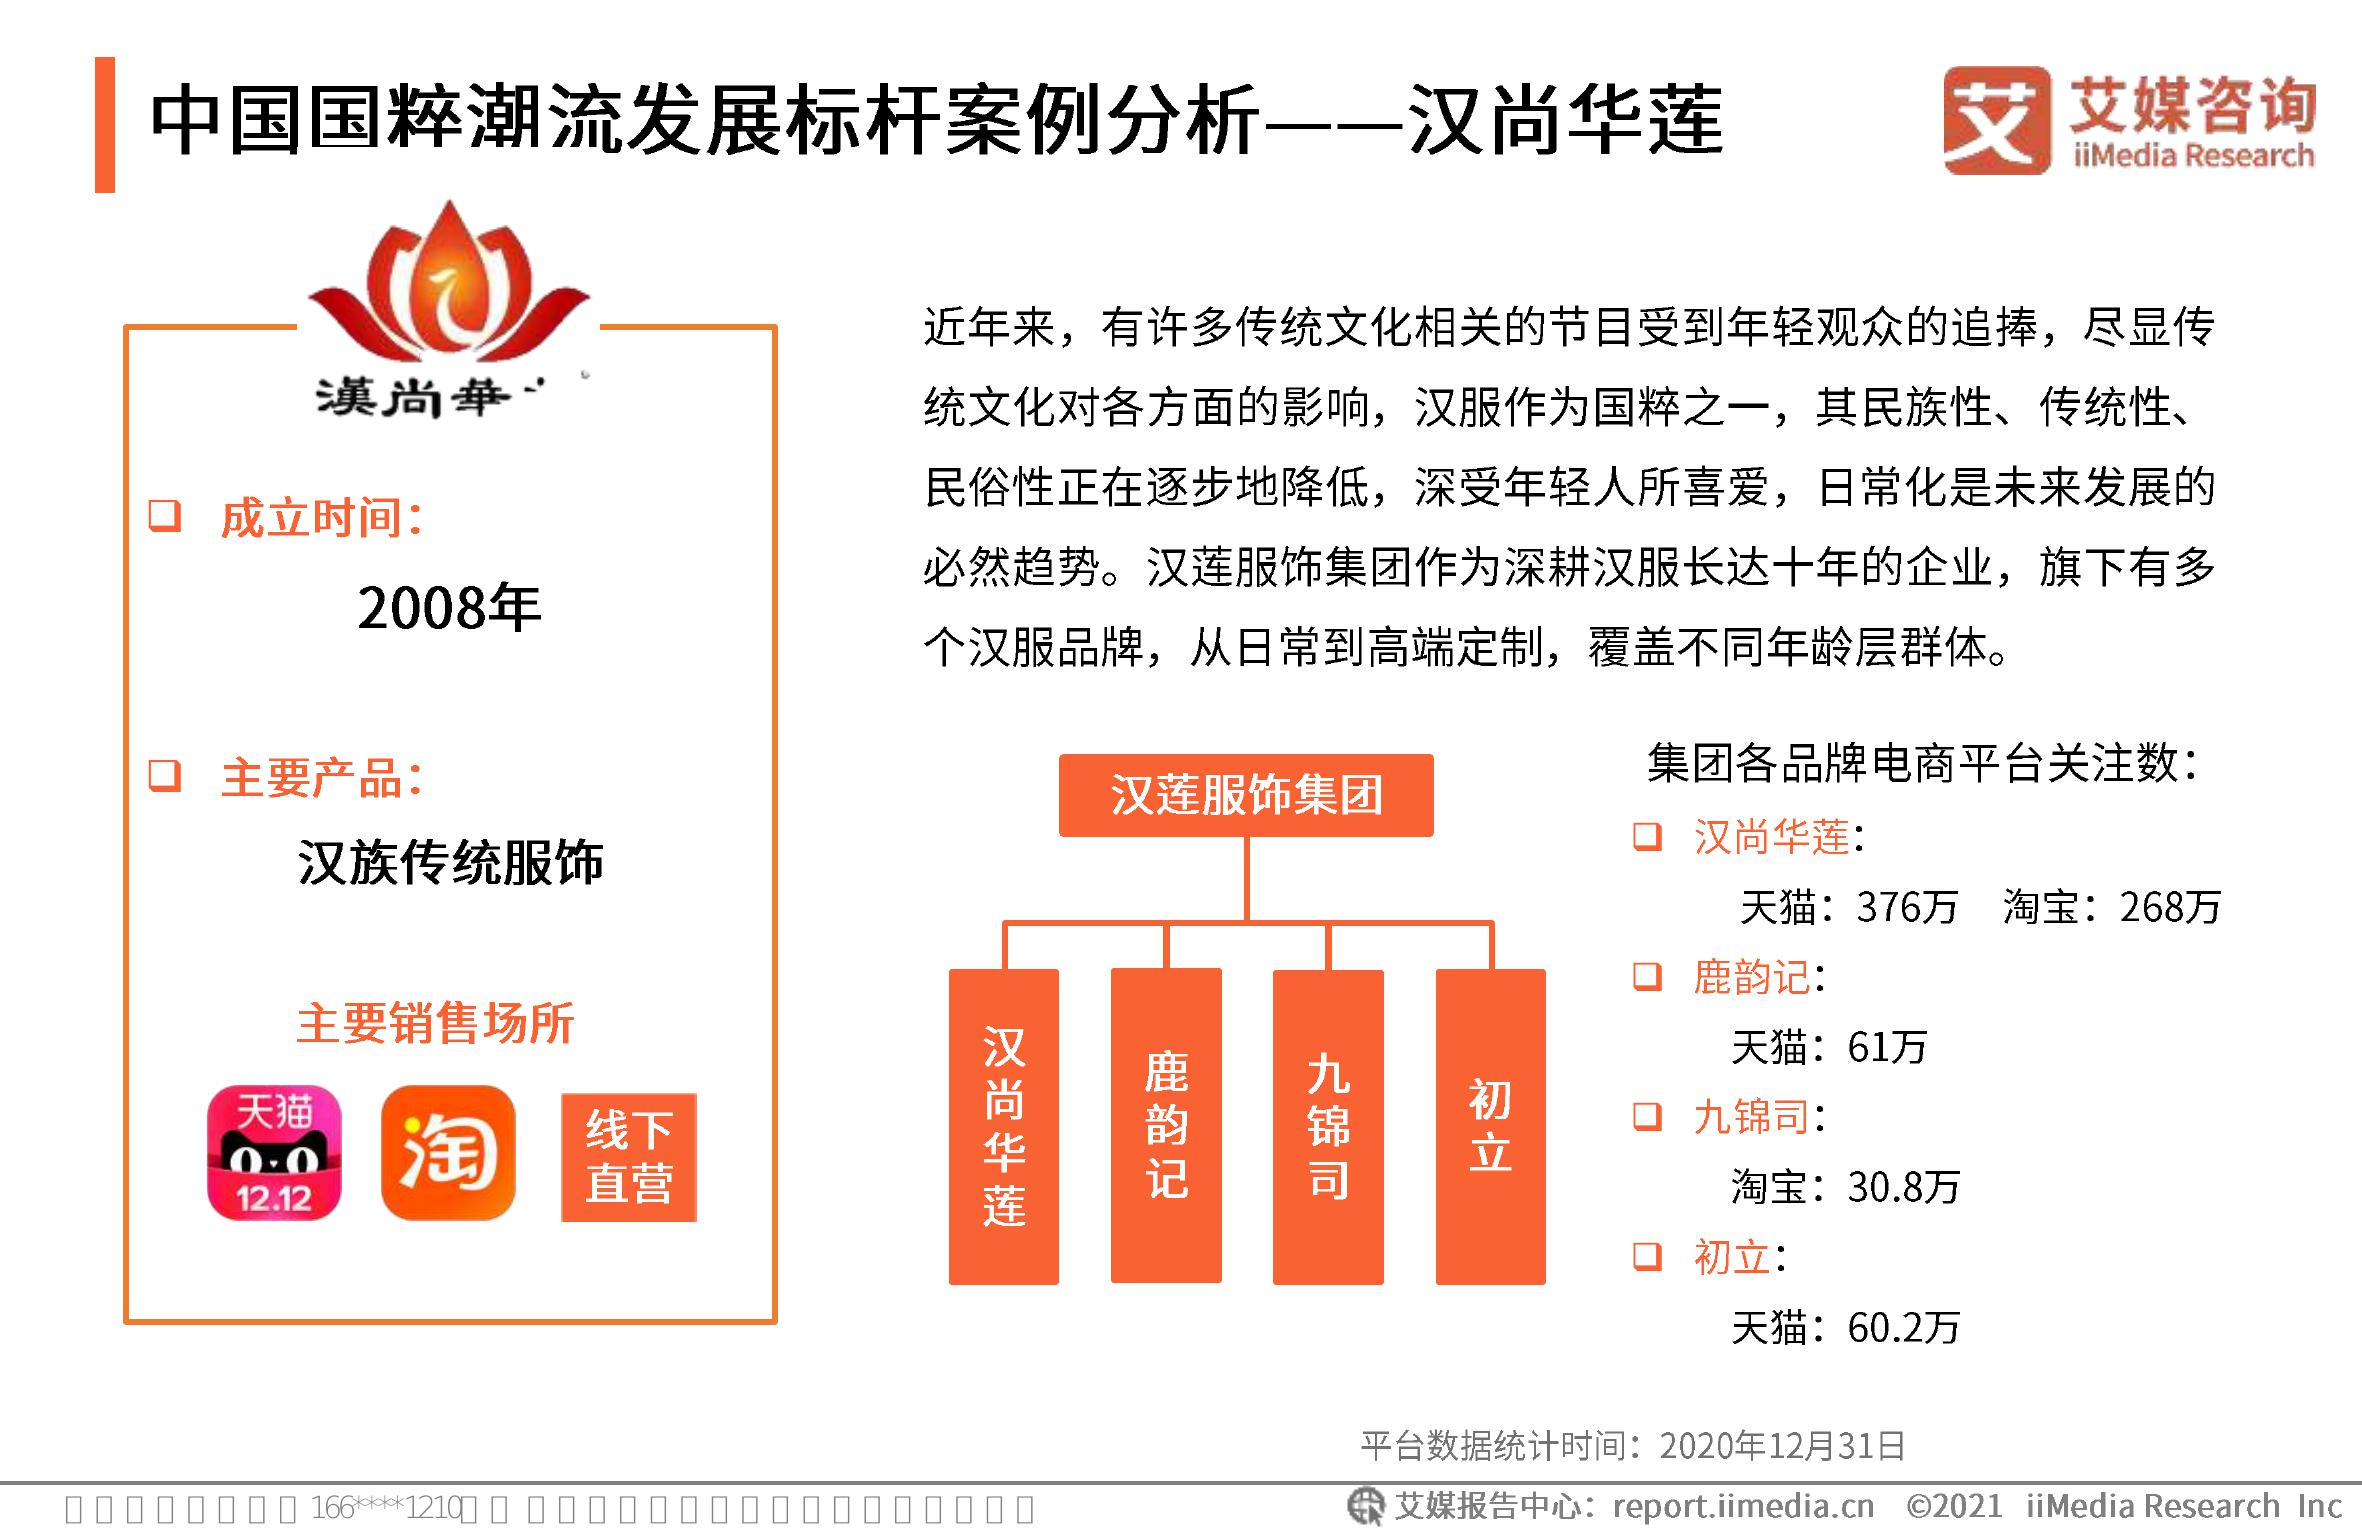 中国国粹潮流发展标杆案例分析——汉尚华莲
艾 艾媒咨询
iiMedia Research
漢尚華
成立时间：
2008年
主要产品：
汉族传统服饰
主要销售场所
天猫
12.12
淘
线下
直营
近年来，有许多传统文化相关的节目受到年轻观众的追捧，尽显传
统文化对各方面的影响，汉服作为国粹之一，其民族性、传统性、
民俗性正在逐步地降低，深受年轻人所喜爱，日常化是未来发展的
必然趋势。汉莲服饰集团作为深耕汉服长达十年的企业，旗下有多
个汉服品牌，从日常到高端定制，覆盖不同年龄层群体。
汉莲服饰集团
汉尚华莲
鹿韵记
九锦司
初立
集团各品牌电商平台关注数：
汉尚华莲：
天猫：376万 淘宝：268万
鹿韵记：
天猫：61万
九锦司：
淘宝：30.8万
初立：
天猫：60.2万
平台数据统计时间：2020年12月31日
166****1210
艾媒报告中心：report.iimedia.cn ©2021 iiMedia Research Inc